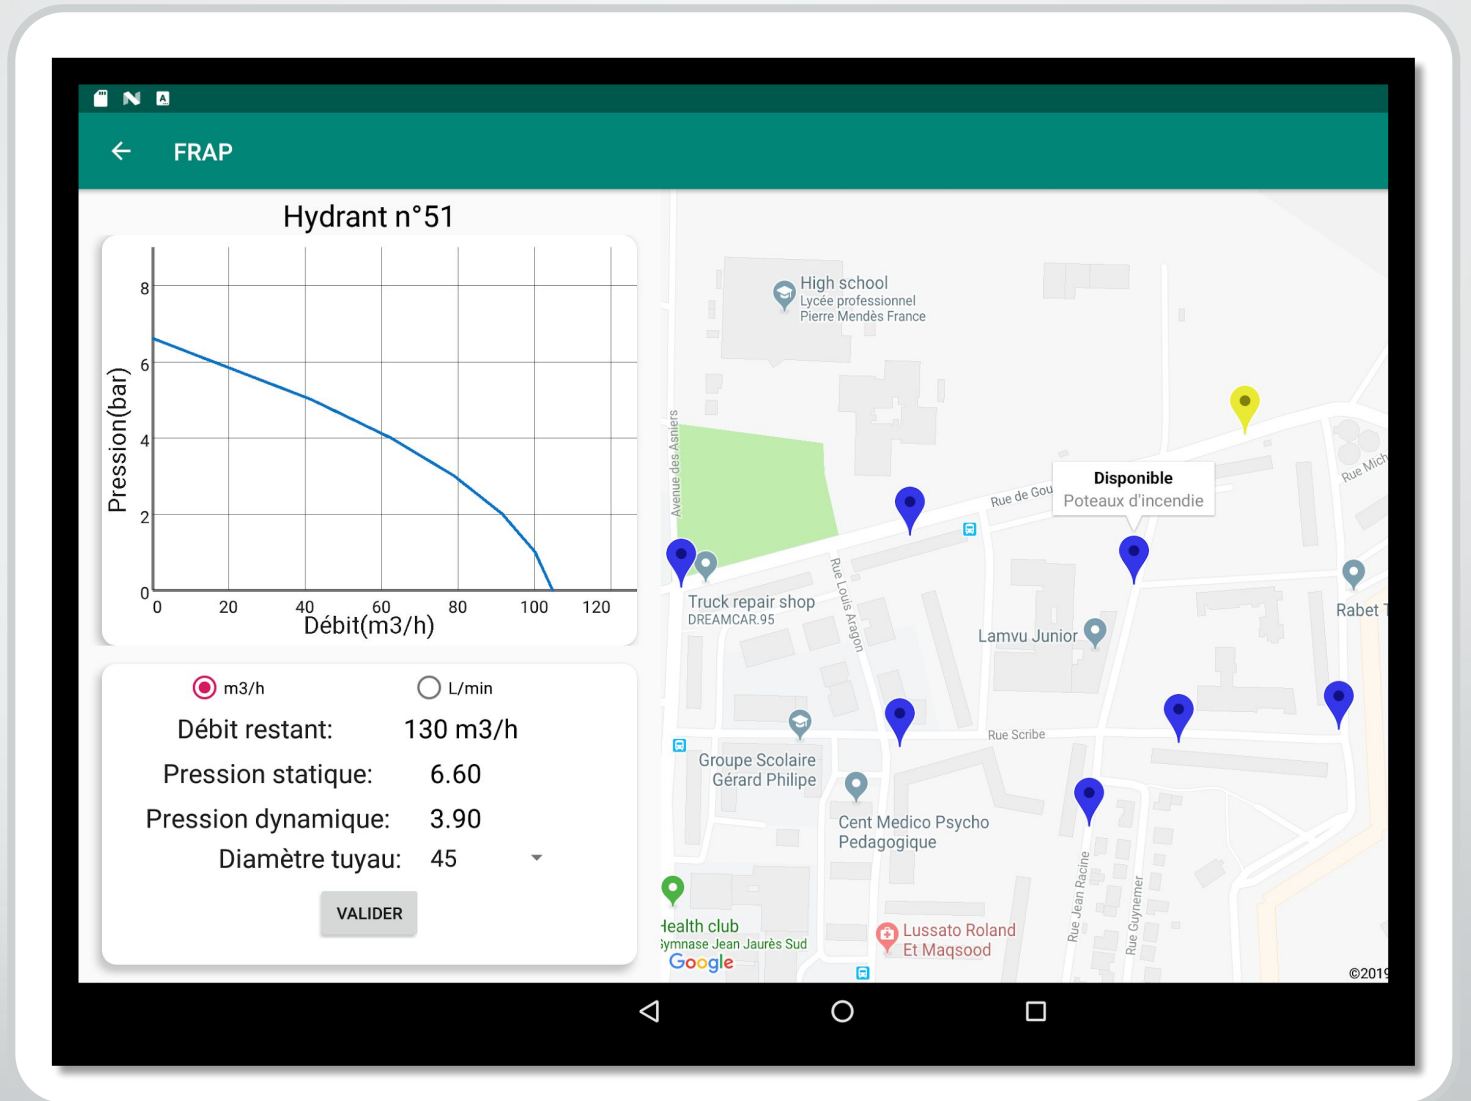 FRAP
Hydrant n°51
8
6
4
2
0
Pression(bar)
0 20 40 60 80 100 120
Débit(m3/h)
m3/h
L/min
Débit restant: 130 m3/h
Pression statique: 6.60
Pression dynamique: 3.90
Diamètre tuyau: 45
VALIDER
High school
Lycée professionnel
Pierre Mendès France
Avenue des Asniers
Rue de Gou
Disponible
Poteaux d'incendie
Rue Mich
Truck repair shop
DREAMCAR.95
Rue Louis Aragon
Lamvu Junior
Rabet T
Rue Scribe
Groupe Scolaire
Gérard Philipe
Cent Medico Psycho
Pedagogique
Rue Jean Racine
Rue Guynemer
Health club
Gymnase Jean Jaurès Sud
Google
Lussato Roland
Et Maqsood
©2019